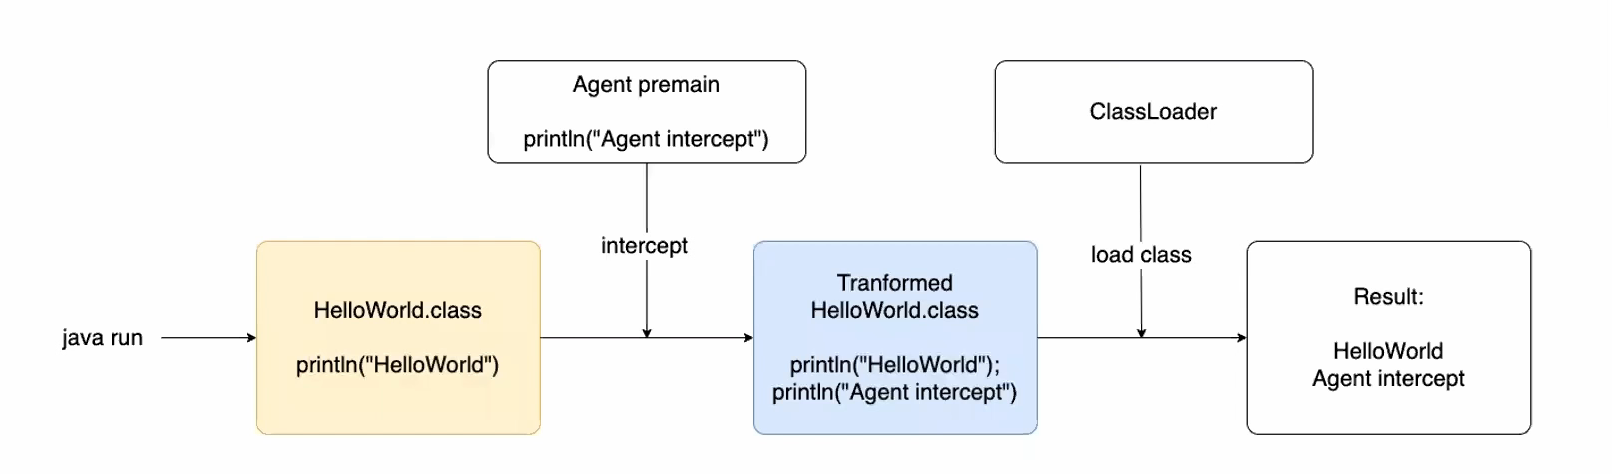 Agent premain
println("Agent intercept")
ClassLoader
intercept
load class
java run
HelloWorld.class
println("HelloWorld")
Tranformed
HelloWorld.class
println("HelloWorld");
println("Agent intercept")
Result:
HelloWorld
Agent intercept